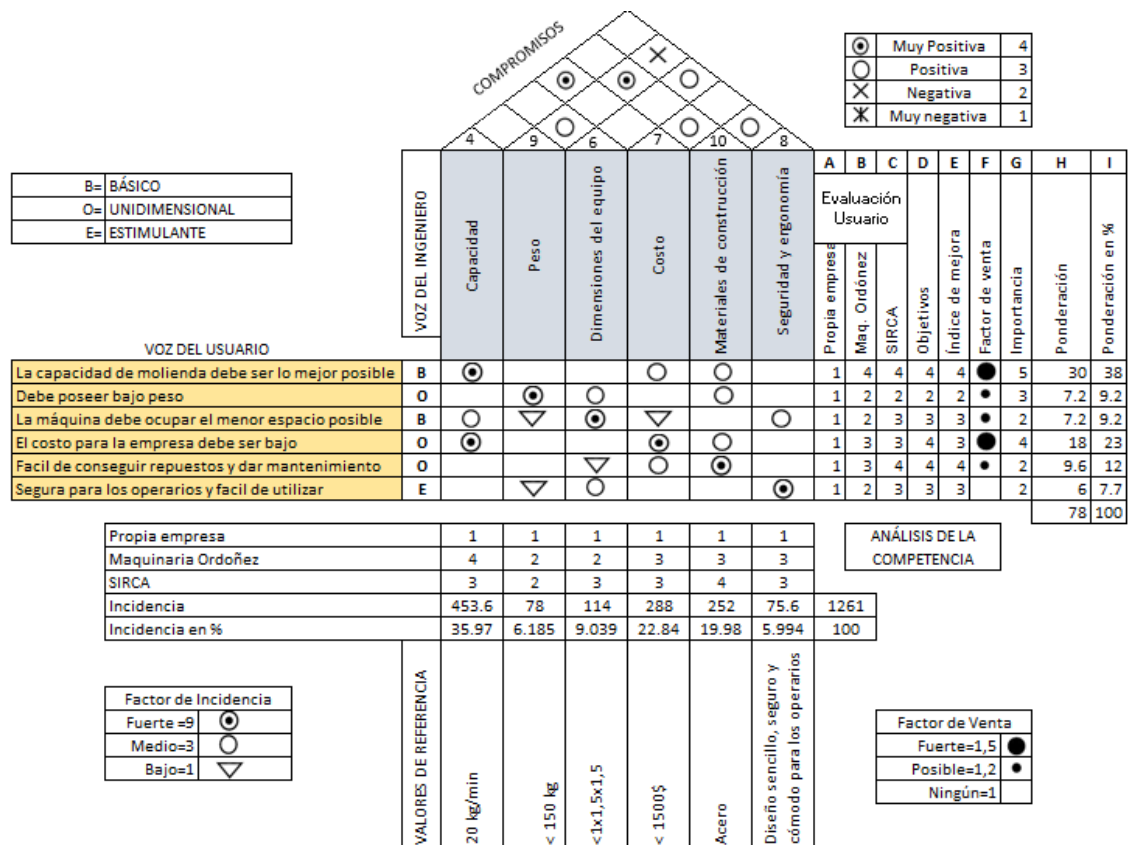 COMPROMISOS
Muy Positiva 4
Positiva 3
Negativa 2
Muy negativa 1
4 9 6 7 10 8
B= BÁSICO
O= UNIDIMENSIONAL
E= ESTIMULANTE
VOZ DEL INGENIERO
Capacidad
Peso
Dimensiones del equipo
Costo
Materiales de construcción
Seguridad y ergonomía
A B C D E F G H I
Evaluación
Usuario
Propia empresa
Maq. Ordónez
SIRCA
Objetivos
Índice de mejora
Factor de venta
Importancia
Ponderación
Ponderación en %
VOZ DEL USUARIO
La capacidad de molienda debe ser lo mejor posible B 1 4 4 4 4 5 30 38
Debe poseer bajo peso O 1 2 2 2 2 3 7.2 9.2
La máquina debe ocupar el menor espacio posible B 1 2 3 3 3 2 7.2 9.2
El costo para la empresa debe ser bajo O 1 3 3 4 3 4 18 23
Facil de conseguir repuestos y dar mantenimiento O 1 3 4 4 4 2 9.6 12
Segura para los operarios y facil de utilizar E 1 2 3 3 3 2 6 7.7
78 100
Propia empresa 1 1 1 1 1 1
Maquinaria Ordoñez 4 2 2 3 3 3
SIRCA 3 2 3 3 4 3
Incidencia 453.6 78 114 288 252 75.6 1261
Incidencia en % 35.97 6.185 9.039 22.84 19.98 5.994 100
ANÁLISIS DE LA
COMPETENCIA
Factor de Incidencia
Fuerte =9
Medio=3
Bajo=1
VALORES DE REFERENCIA
20 kg/min
< 150 kg
<1x1,5x1,5
< 1500$
Acero
Diseño sencillo, seguro y
cómodo para los operarios
Factor de Venta
Fuerte=1,5
Posible=1,2
Ningún=1